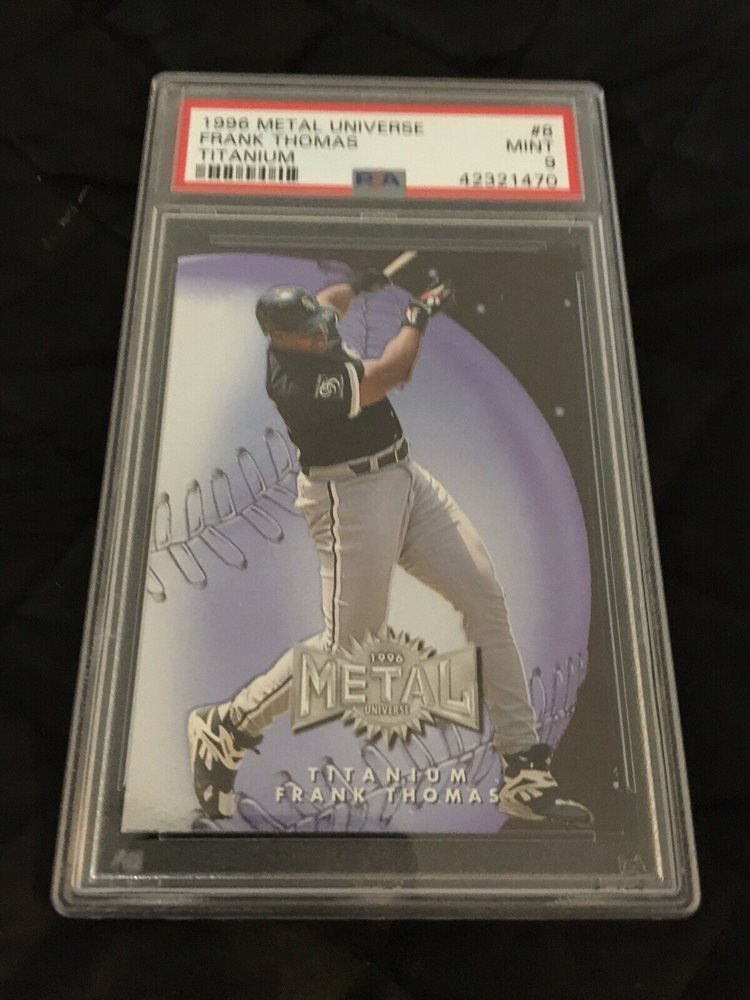 1996 METAL UNIVERSE #8
FRANK THOMAS MINT
TITANIUM 9
PSA 42321470
1996
METAL
UNIVERSE
TITANIUM
FRANK THOMAS